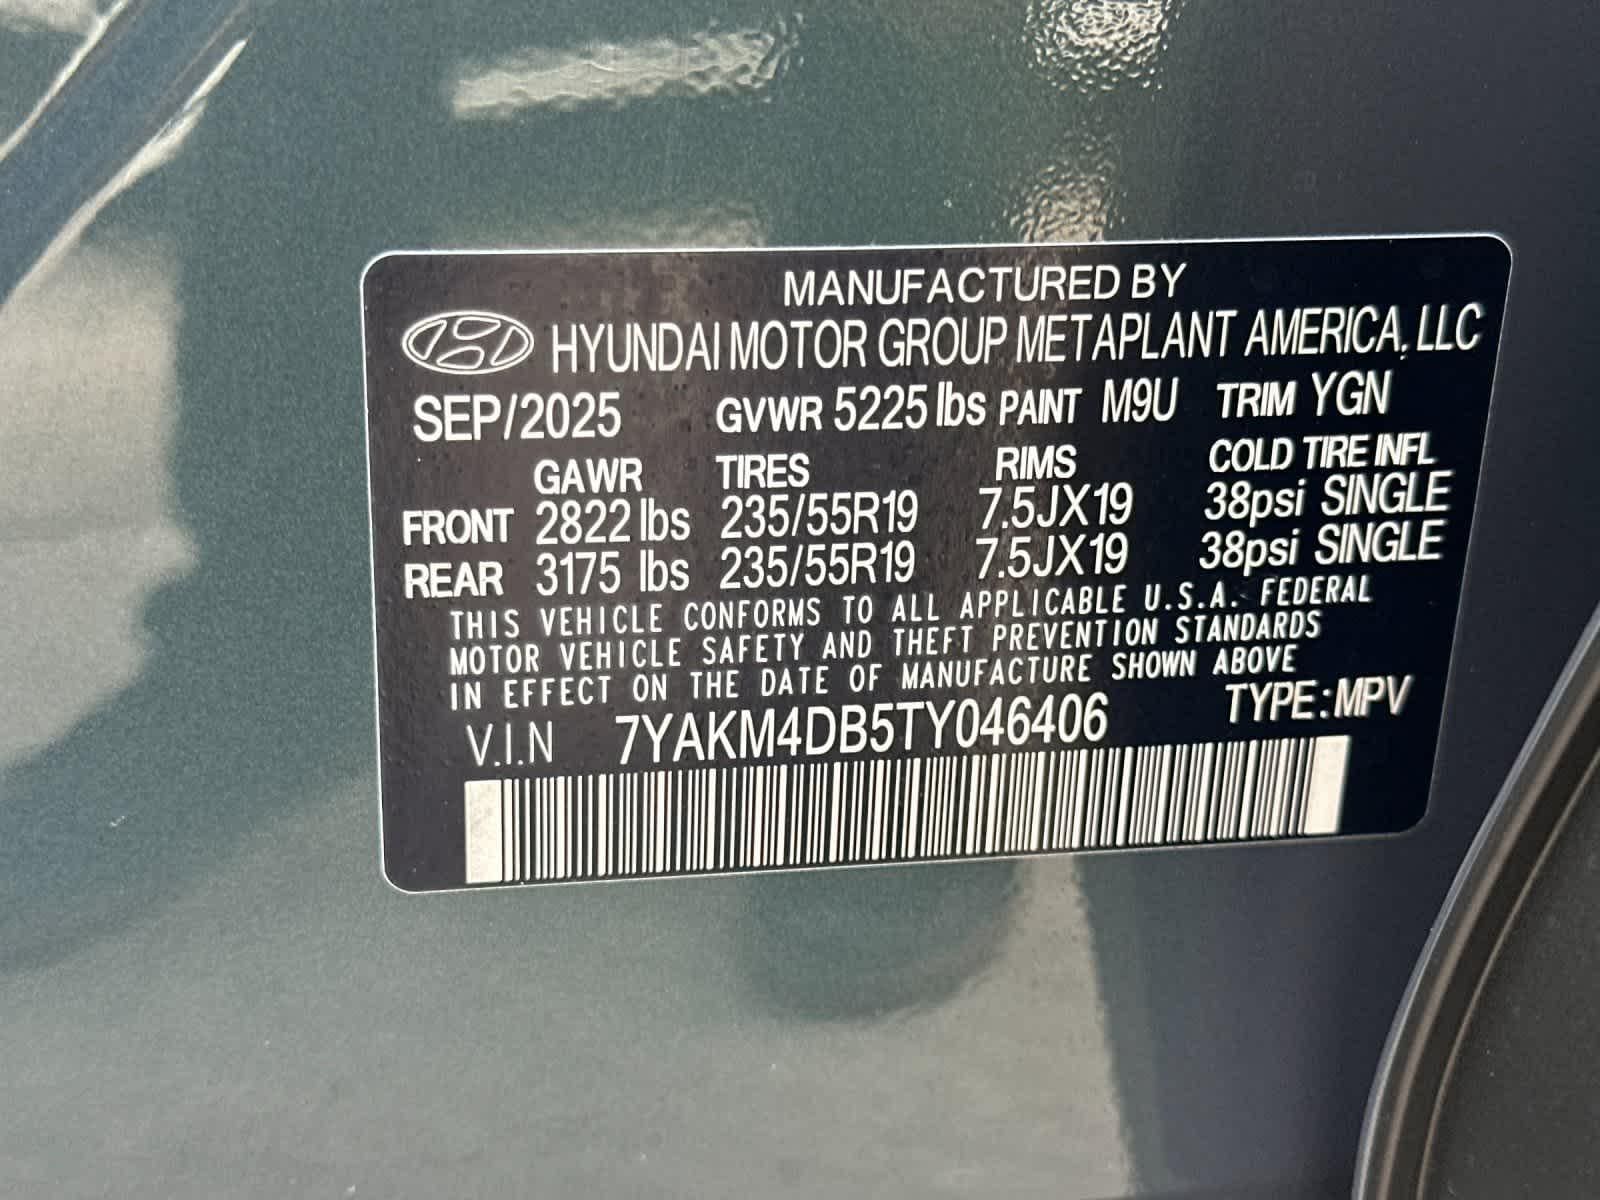 MANUFACTURED BY
HYUNDAI MOTOR GROUP METAPLANT AMERICA, LLC
SEP/2025 GVWR 5225 lbs PAINT M9U TRIM YGN
GAWR TIRES RIMS COLD TIRE INFL
FRONT 2822 lbs 235/55R19 7.5JX19 38psi SINGLE
REAR 3175 lbs 235/55R19 7.5JX19 38psi SINGLE
THIS VEHICLE CONFORMS TO ALL APPLICABLE U.S.A. FEDERAL
MOTOR VEHICLE SAFETY AND THEFT PREVENTION STANDARDS
IN EFFECT ON THE DATE OF MANUFACTURE SHOWN ABOVE
V.I.N 7YAKM4DB5TY046406 TYPE:MPV